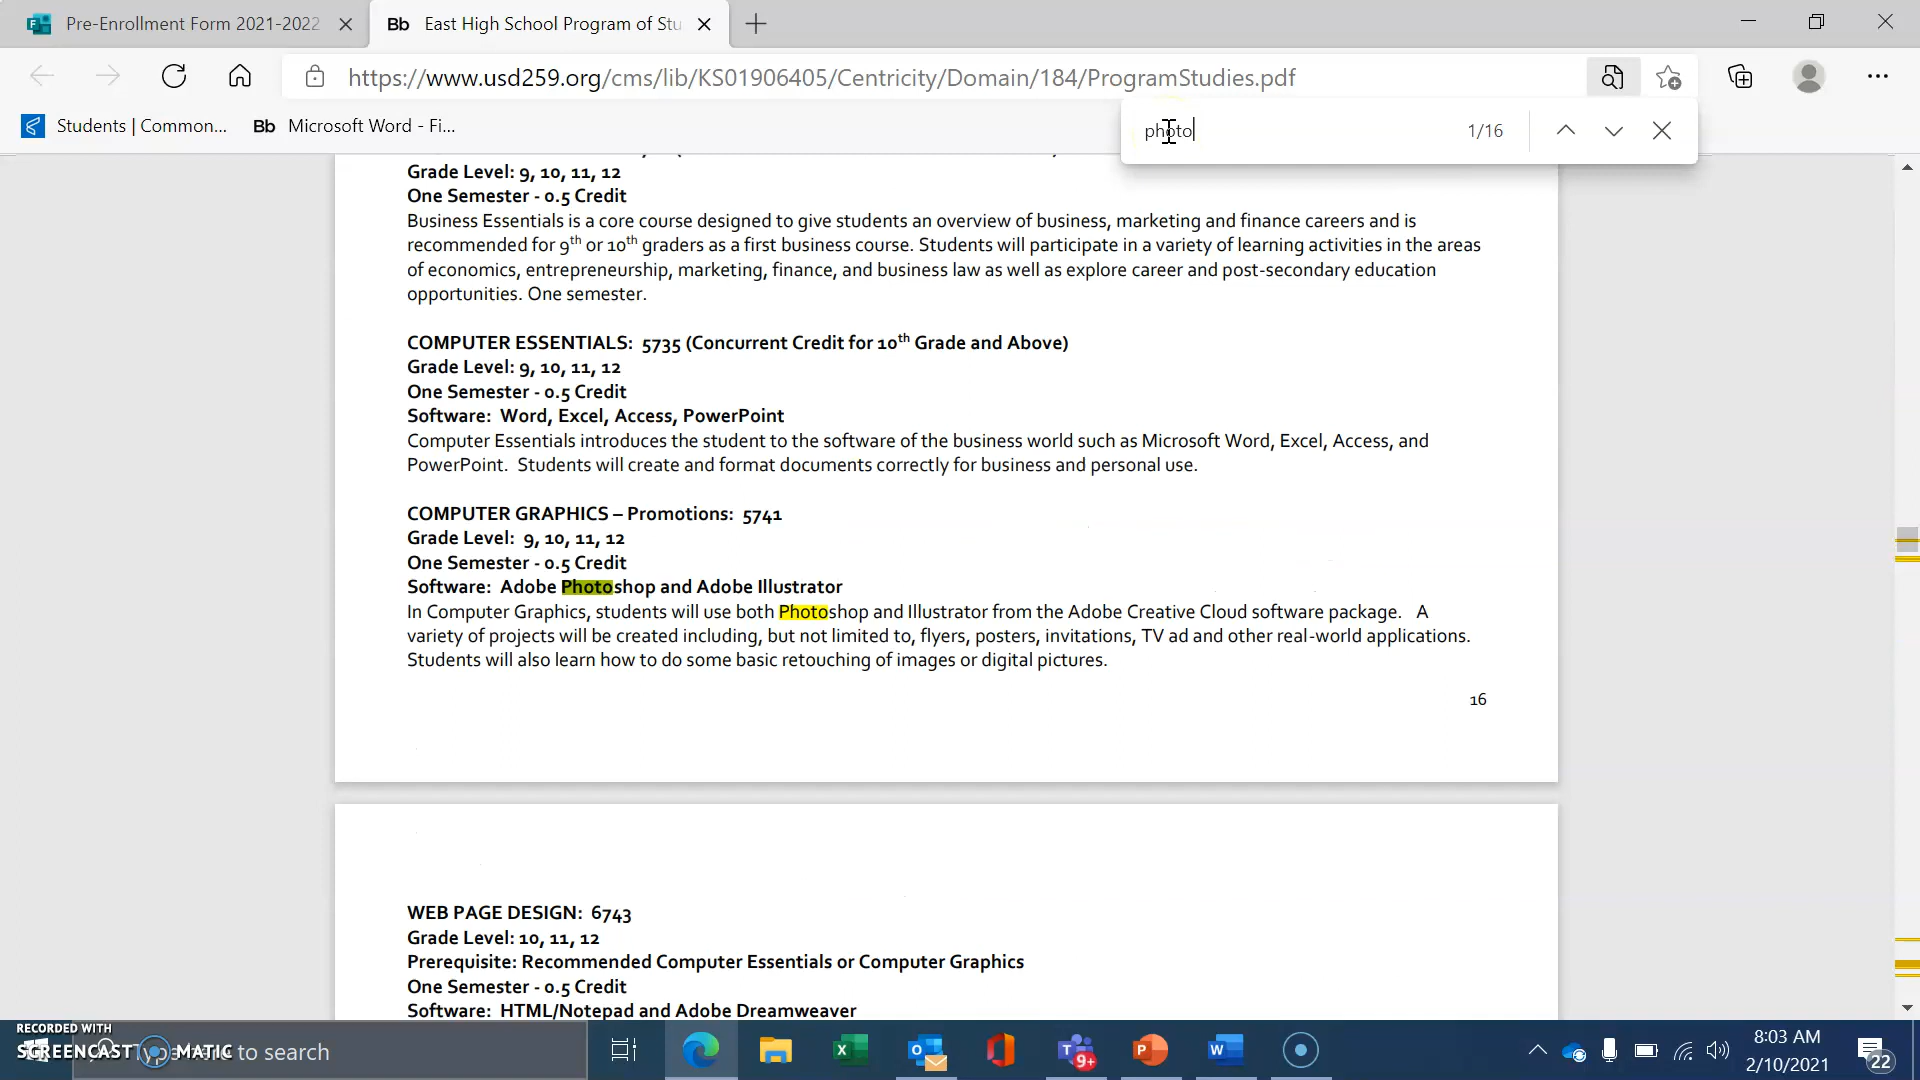 Pre-Enrollment Form 2021-2022
Bb East High School Program of Stu
https://www.usd259.org/cms/lib/KS01906405/Centricity/Domain/184/ProgramStudies.pdf
Students | Common...
Bb Microsoft Word - Fi...
photo 1/16
Grade Level: 9, 10, 11, 12
One Semester - 0.5 Credit
Business Essentials is a core course designed to give students an overview of business, marketing and finance careers and is
recommended for 9th or 10th graders as a first business course. Students will participate in a variety of learning activities in the areas
of economics, entrepreneurship, marketing, finance, and business law as well as explore career and post-secondary education
opportunities. One semester.
COMPUTER ESSENTIALS: 5735 (Concurrent Credit for 10th Grade and Above)
Grade Level: 9, 10, 11, 12
One Semester - 0.5 Credit
Software: Word, Excel, Access, PowerPoint
Computer Essentials introduces the student to the software of the business world such as Microsoft Word, Excel, Access, and
PowerPoint. Students will create and format documents correctly for business and personal use.
COMPUTER GRAPHICS – Promotions: 5741
Grade Level: 9, 10, 11, 12
One Semester - 0.5 Credit
Software: Adobe Photoshop and Adobe Illustrator
In Computer Graphics, students will use both Photoshop and Illustrator from the Adobe Creative Cloud software package. A
variety of projects will be created including, but not limited to, flyers, posters, invitations, TV ad and other real-world applications.
Students will also learn how to do some basic retouching of images or digital pictures.
16
WEB PAGE DESIGN: 6743
Grade Level: 10, 11, 12
Prerequisite: Recommended Computer Essentials or Computer Graphics
One Semester - 0.5 Credit
Software: HTML/Notepad and Adobe Dreamweaver
RECORDED WITH
SCREENCAST MATIC
to search
9+
8:03 AM
2/10/2021
22